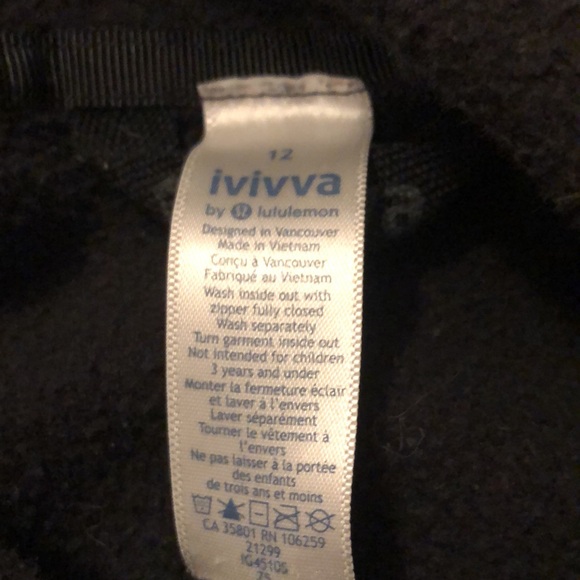 12
ivivva
by lululemon
Designed in Vancouver
Made in Vietnam
Conçu à Vancouver
Fabriqué au Vietnam
Wash inside out with
zipper fully closed
Wash separately
Turn garment inside out
Not intended for children
3 years and under
Monter la fermeture éclair
et laver à l'envers
Laver séparément
Tourner le vêtement à
l'envers
Ne pas laisser à la portée
des enfants
de trois ans et moins
CA 35801 RN 106259
21299
IG4510S